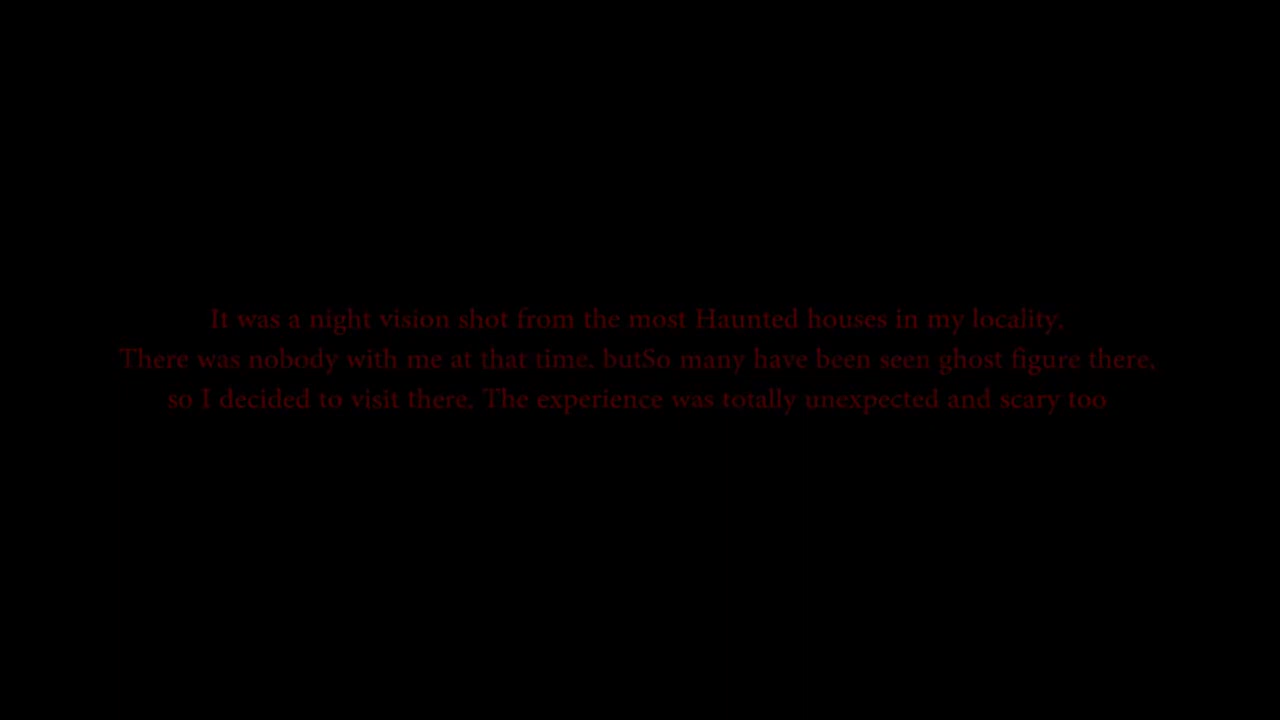 It was a night vision shot from the most Haunted houses in my locality.
There was nobody with me at that time. butSo many have been seen ghost figure there,
so I decided to visit there. The experience was totally unexpected and scary too